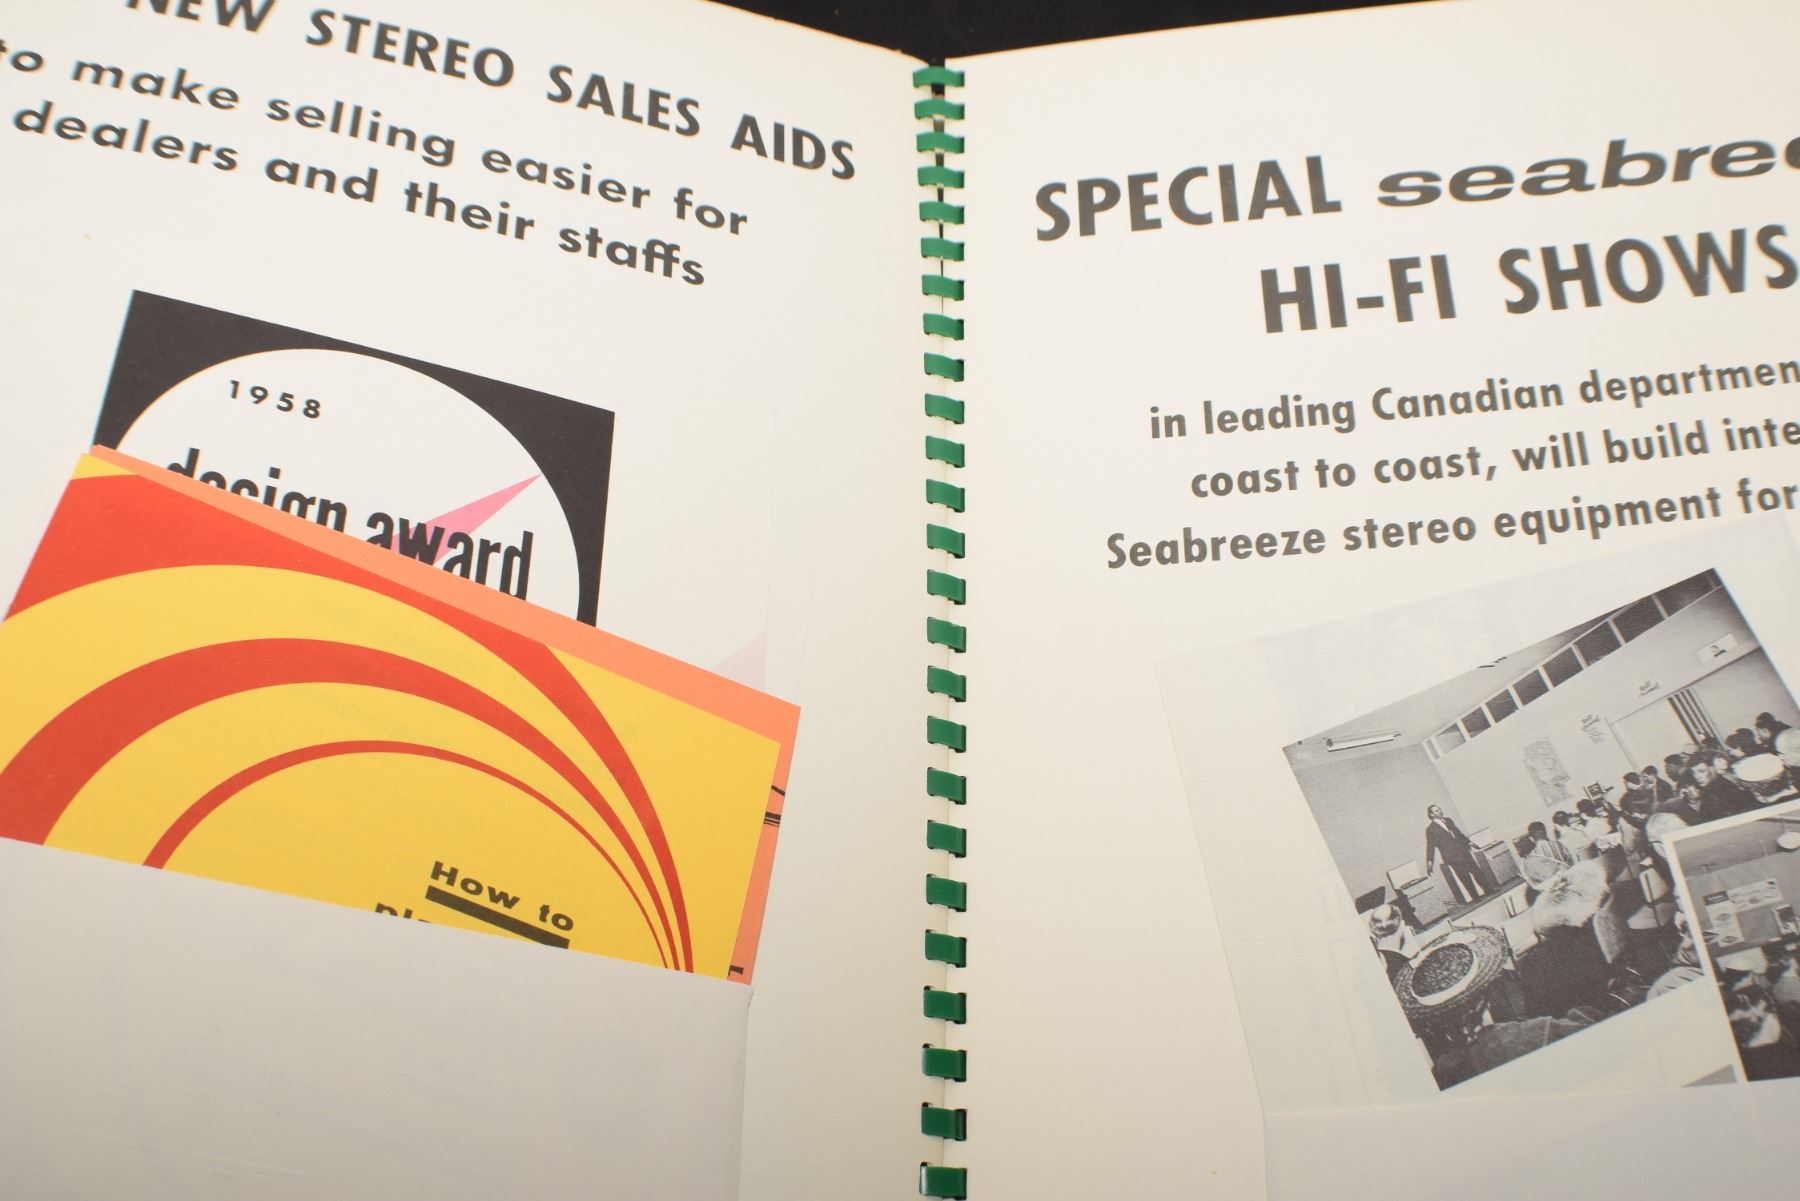 NEW STEREO SALES AIDS
to make selling easier for
dealers and their staffs
1958
design award
How to
SPECIAL seabree
HI-FI SHOWS
in leading Canadian departmen
coast to coast, will build inte
Seabreeze stereo equipment for